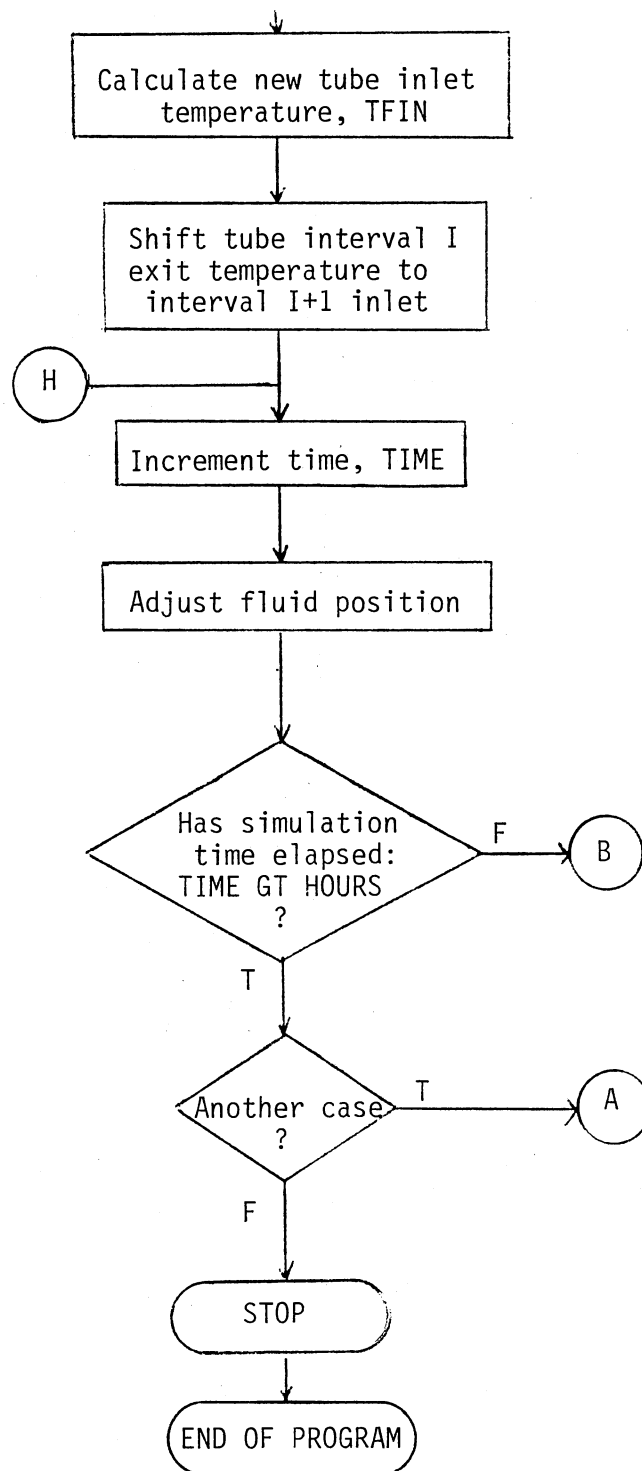 Calculate new tube inlet
temperature, TFIN
Shift tube interval I
exit temperature to
interval I+1 inlet
H
Increment time, TIME
Adjust fluid position
Has simulation
time elapsed:
TIME GT HOURS
?
F
B
T
Another case
?
T
A
F
STOP
END OF PROGRAM